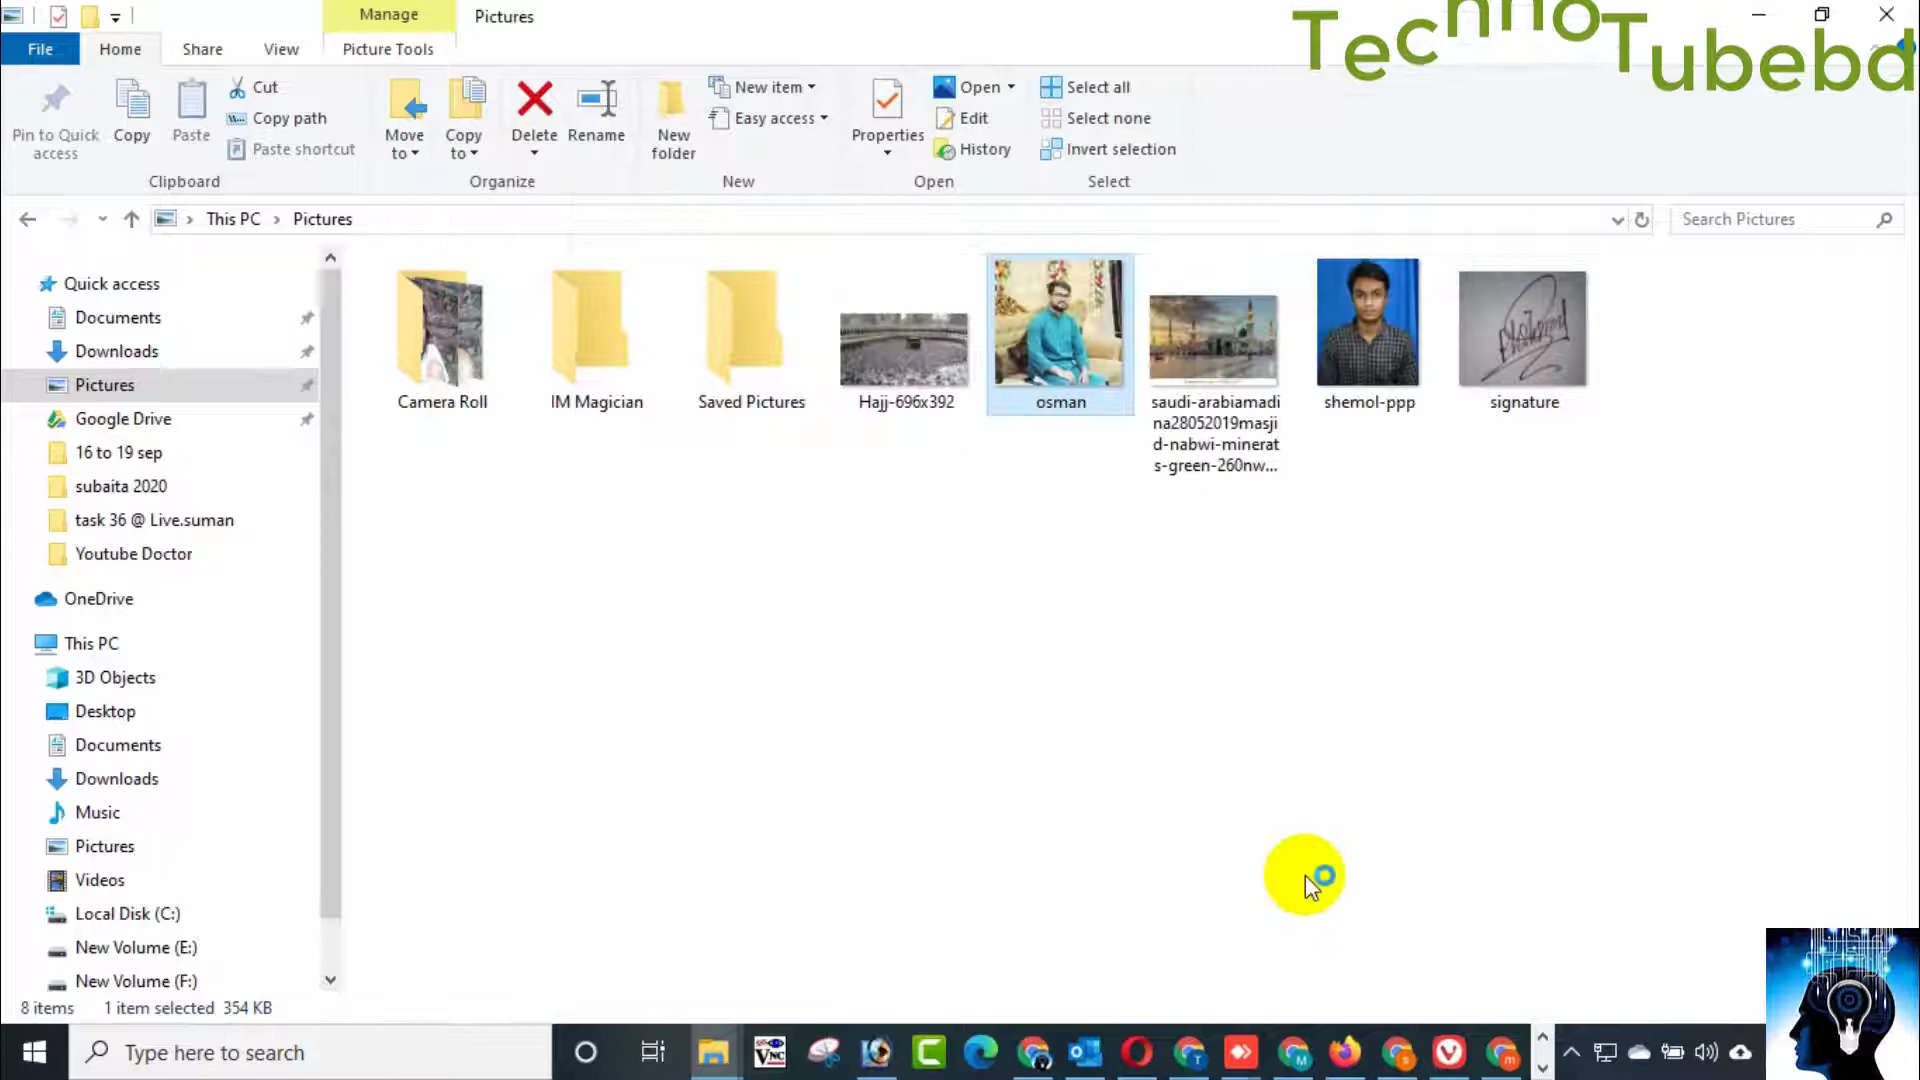 Manage
Pictures
Techno
Tubebd
File
Home
Share
View
Picture Tools
Pin to Quick
access
Copy
Paste
Cut
Copy path
Paste shortcut
Clipboard
Move
to
Copy
to
Delete
Rename
Organize
New
folder
New item
Easy access
New
Properties
Open
Edit
History
Open
Select all
Select none
Invert selection
Select
This PC
Pictures
Search Pictures
Quick access
Documents
Downloads
Pictures
Google Drive
16 to 19 sep
subaita 2020
task 36 @ Live.suman
Youtube Doctor
OneDrive
This PC
3D Objects
Desktop
Documents
Downloads
Music
Pictures
Videos
Local Disk (C:)
New Volume (E:)
New Volume (F:)
Camera Roll
IM Magician
Saved Pictures
Hajj-696x392
osman
saudi-arabiamadi
na28052019masji
d-nabwi-minerat
s-green-260nw...
shemol-ppp
signature
8 items
1 item selected 354 KB
Type here to search
VNC